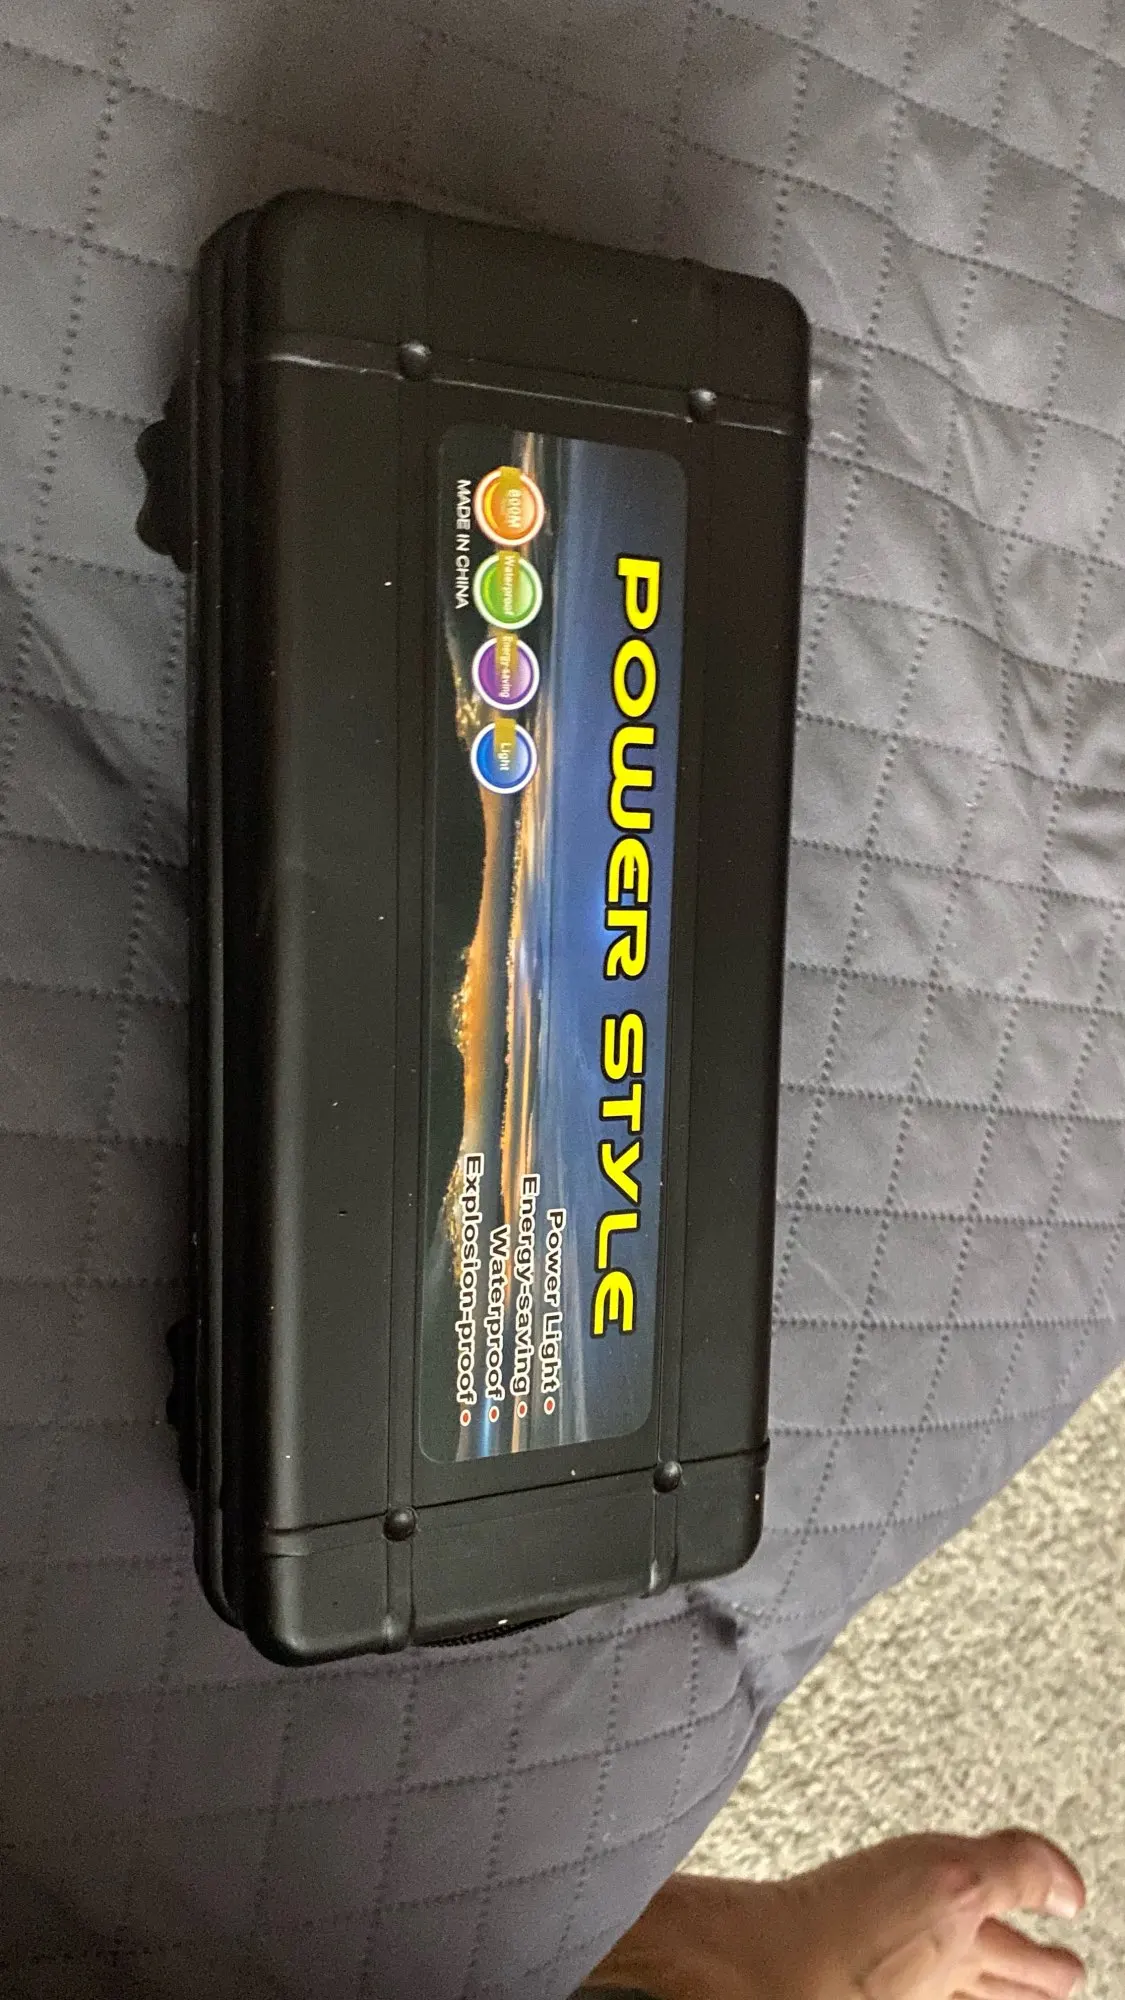 POWER STYLE
Power Light
Energy-saving
Waterproof
Explosion-proof
800M
Waterproof
Energy-saving
Light
MADE IN CHINA